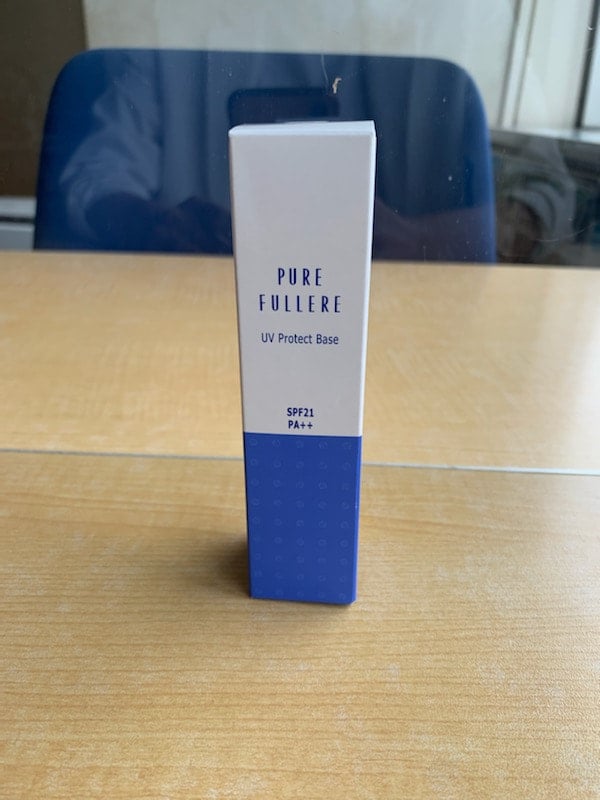 PURE
FULLERE
UV Protect Base
SPF21
PA++